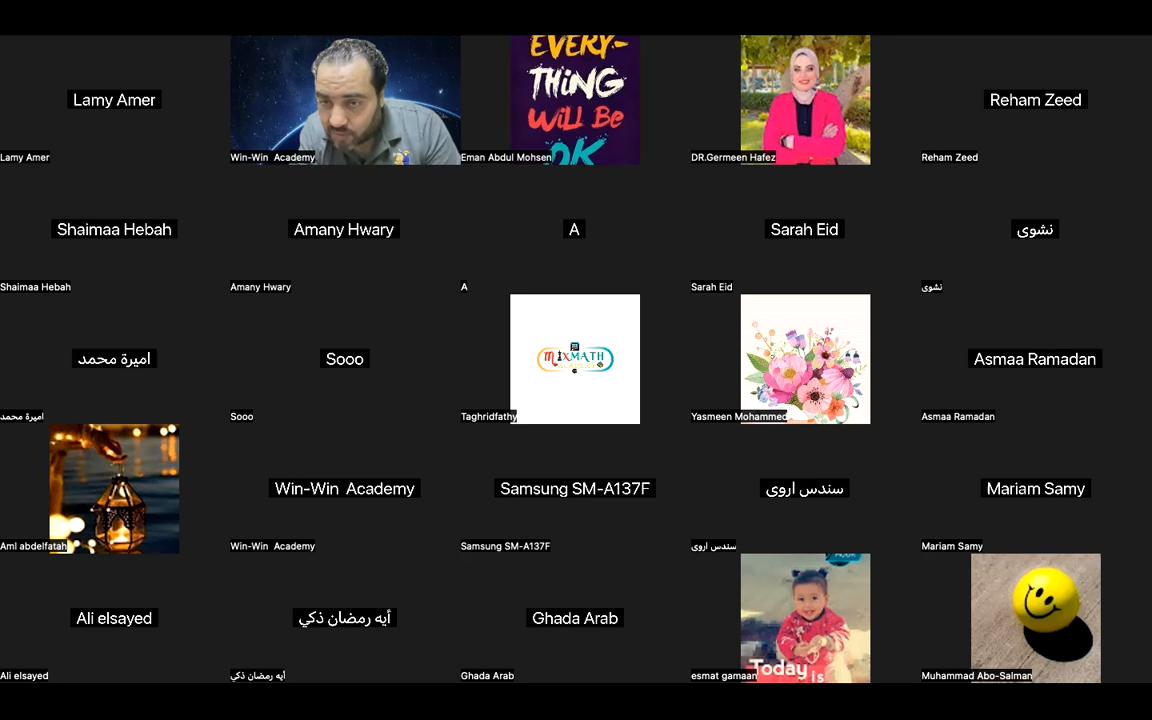 Lamy Amer
Lamy Amer
Win-Win Academy
EVERY-
THiNG
WiLL Be
OK
Eman Abdul Mohsen
DR.Germeen Hafez
Reham Zeed
Reham Zeed
Shaimaa Hebah
Shaimaa Hebah
Amany Hwary
Amany Hwary
A
A
Sarah Eid
Sarah Eid
نشوى
نشوى
اميرة محمد
اميرة محمد
Sooo
Sooo
MIXMATH
Taghridfathy
Yasmeen Mohammed
Asmaa Ramadan
Asmaa Ramadan
Aml abdelfatah
Win-Win Academy
Win-Win Academy
Samsung SM-A137F
Samsung SM-A137F
سندس اروى
سندس اروى
Mariam Samy
Mariam Samy
Ali elsayed
Ali elsayed
أيه رمضان ذكي
أيه رمضان ذكي
Ghada Arab
Ghada Arab
Today
is
esmat gamaan
Muhammad Abo-Salman